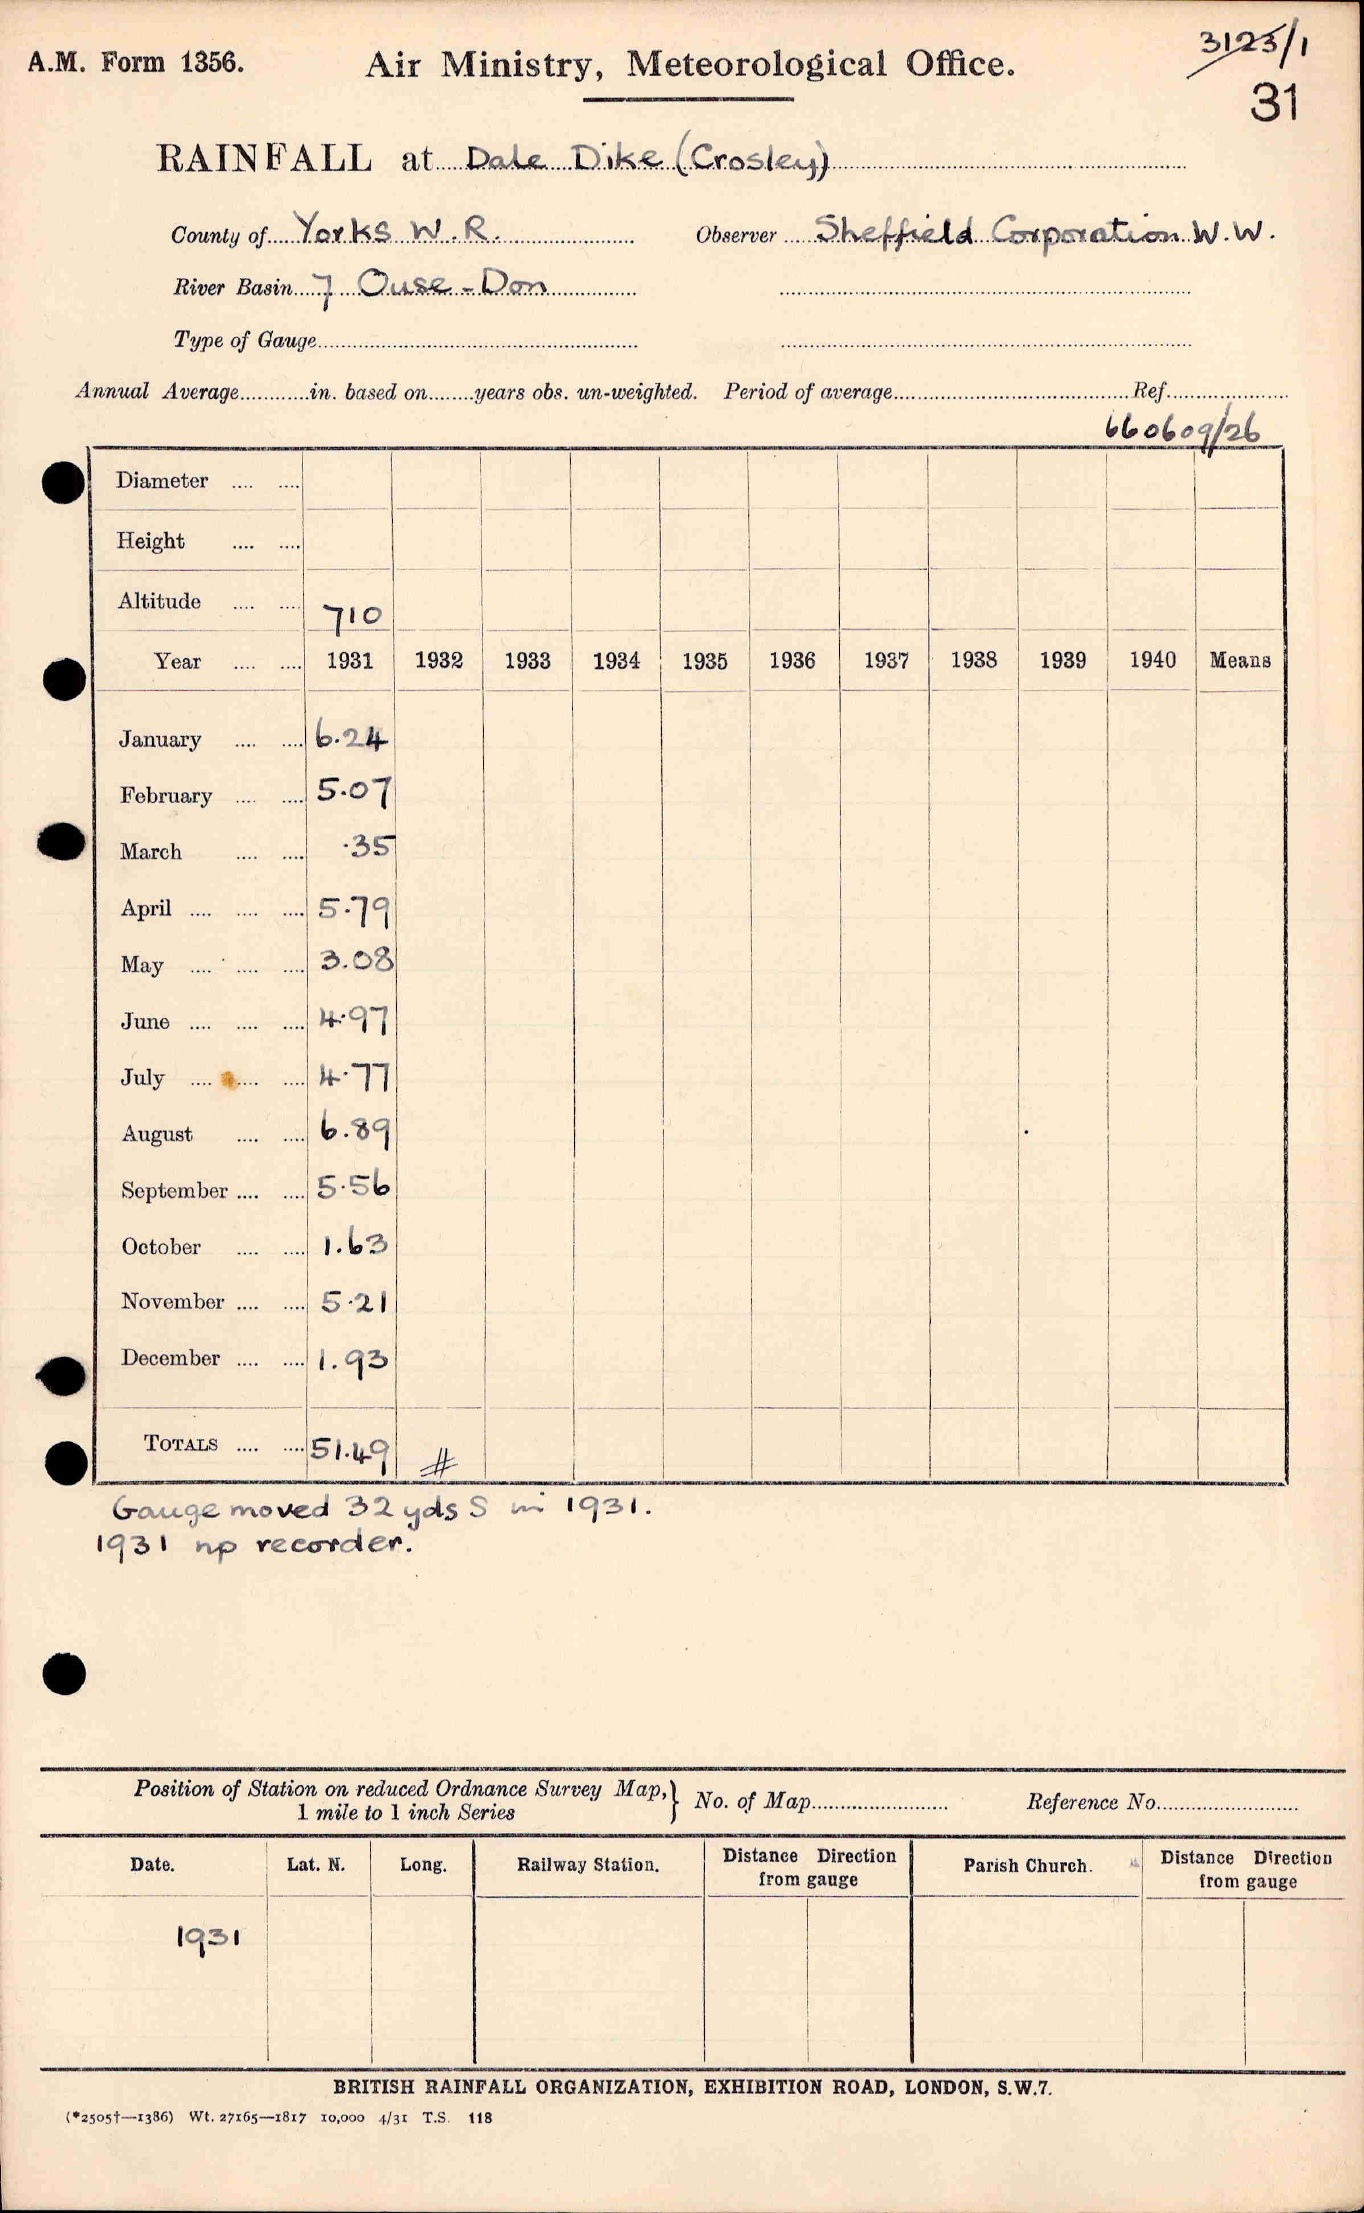 A.M. Form 1356.
Air Ministry, Meteorological Office.
3123/1
31
RAINFALL at Dale Dike (Crosley)
County of Yorks W.R. Observer Sheffield Corporation W.W.
River Basin 7 Ouse-Don
Type of Gauge
Annual Average in. based on years obs. un-weighted. Period of average Ref.
660609/26
Diameter
Height
Altitude 710
Year 1931 1932 1933 1934 1935 1936 1937 1938 1939 1940 Means
January 6.24
February 5.07
March .35
April 5.79
May 3.08
June 4.97
July 4.77
August 6.89
September 5.56
October 1.63
November 5.21
December 1.93
TOTALS 51.49 #
Gauge moved 32 yds S in 1931.
1931 np recorder.
Position of Station on reduced Ordnance Survey Map, } No. of Map Reference No.
1 mile to 1 inch Series
Date. Lat. N. Long. Railway Station. Distance Direction from gauge Parish Church. Distance Direction from gauge
1931
BRITISH RAINFALL ORGANIZATION, EXHIBITION ROAD, LONDON, S.W.7.
(*2505†—1386) Wt. 27165—1817 10,000 4/31 T.S. 118